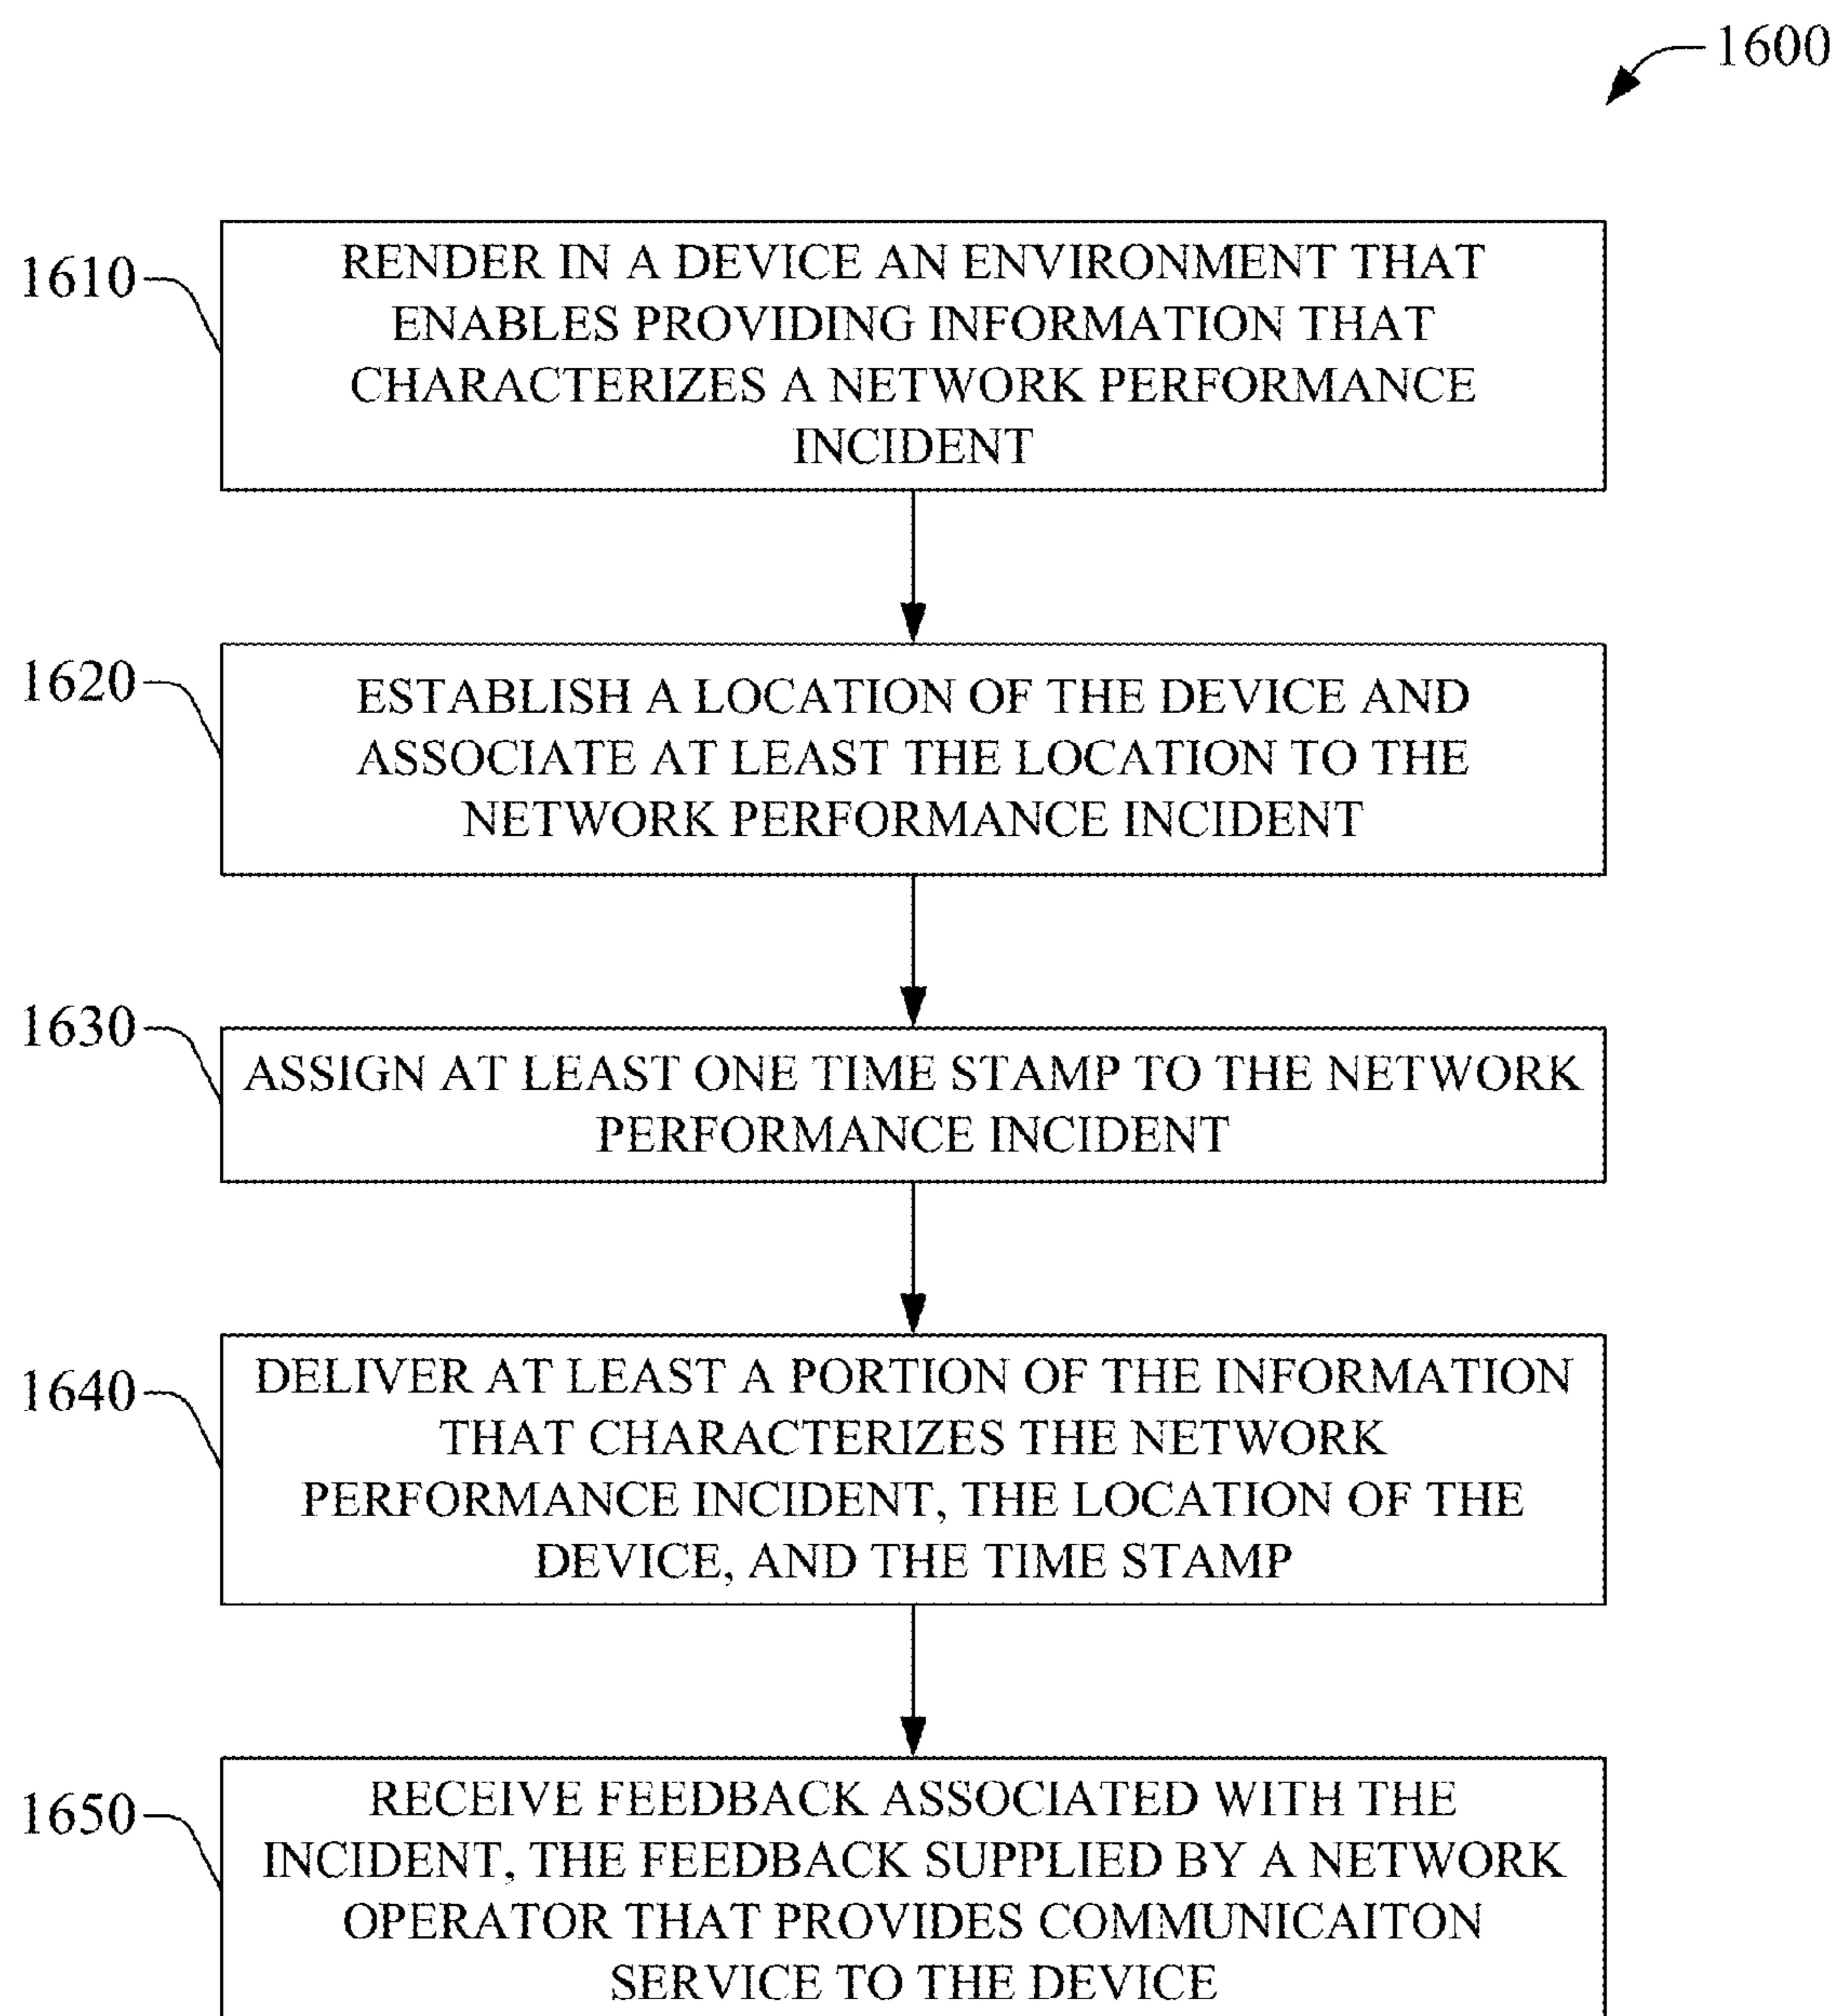 1600
1610
RENDER IN A DEVICE AN ENVIRONMENT THAT
ENABLES PROVIDING INFORMATION THAT
CHARACTERIZES A NETWORK PERFORMANCE
INCIDENT
1620
ESTABLISH A LOCATION OF THE DEVICE AND
ASSOCIATE AT LEAST THE LOCATION TO THE
NETWORK PERFORMANCE INCIDENT
1630
ASSIGN AT LEAST ONE TIME STAMP TO THE NETWORK
PERFORMANCE INCIDENT
1640
DELIVER AT LEAST A PORTION OF THE INFORMATION
THAT CHARACTERIZES THE NETWORK
PERFORMANCE INCIDENT, THE LOCATION OF THE
DEVICE, AND THE TIME STAMP
1650
RECEIVE FEEDBACK ASSOCIATED WITH THE
INCIDENT, THE FEEDBACK SUPPLIED BY A NETWORK
OPERATOR THAT PROVIDES COMMUNICAITON
SERVICE TO THE DEVICE